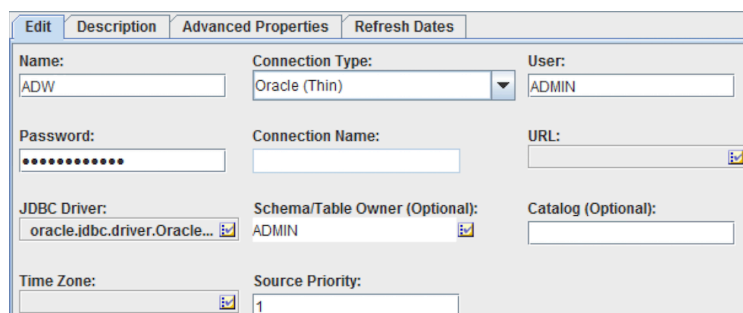 Edit Description Advanced Properties Refresh Dates
Name: Connection Type: User:
ADW Oracle (Thin) ADMIN
Password: Connection Name: URL:
●●●●●●●●●●●●
JDBC Driver: Schema/Table Owner (Optional): Catalog (Optional):
oracle.jdbc.driver.Oracle... ADMIN
Time Zone: Source Priority:
1